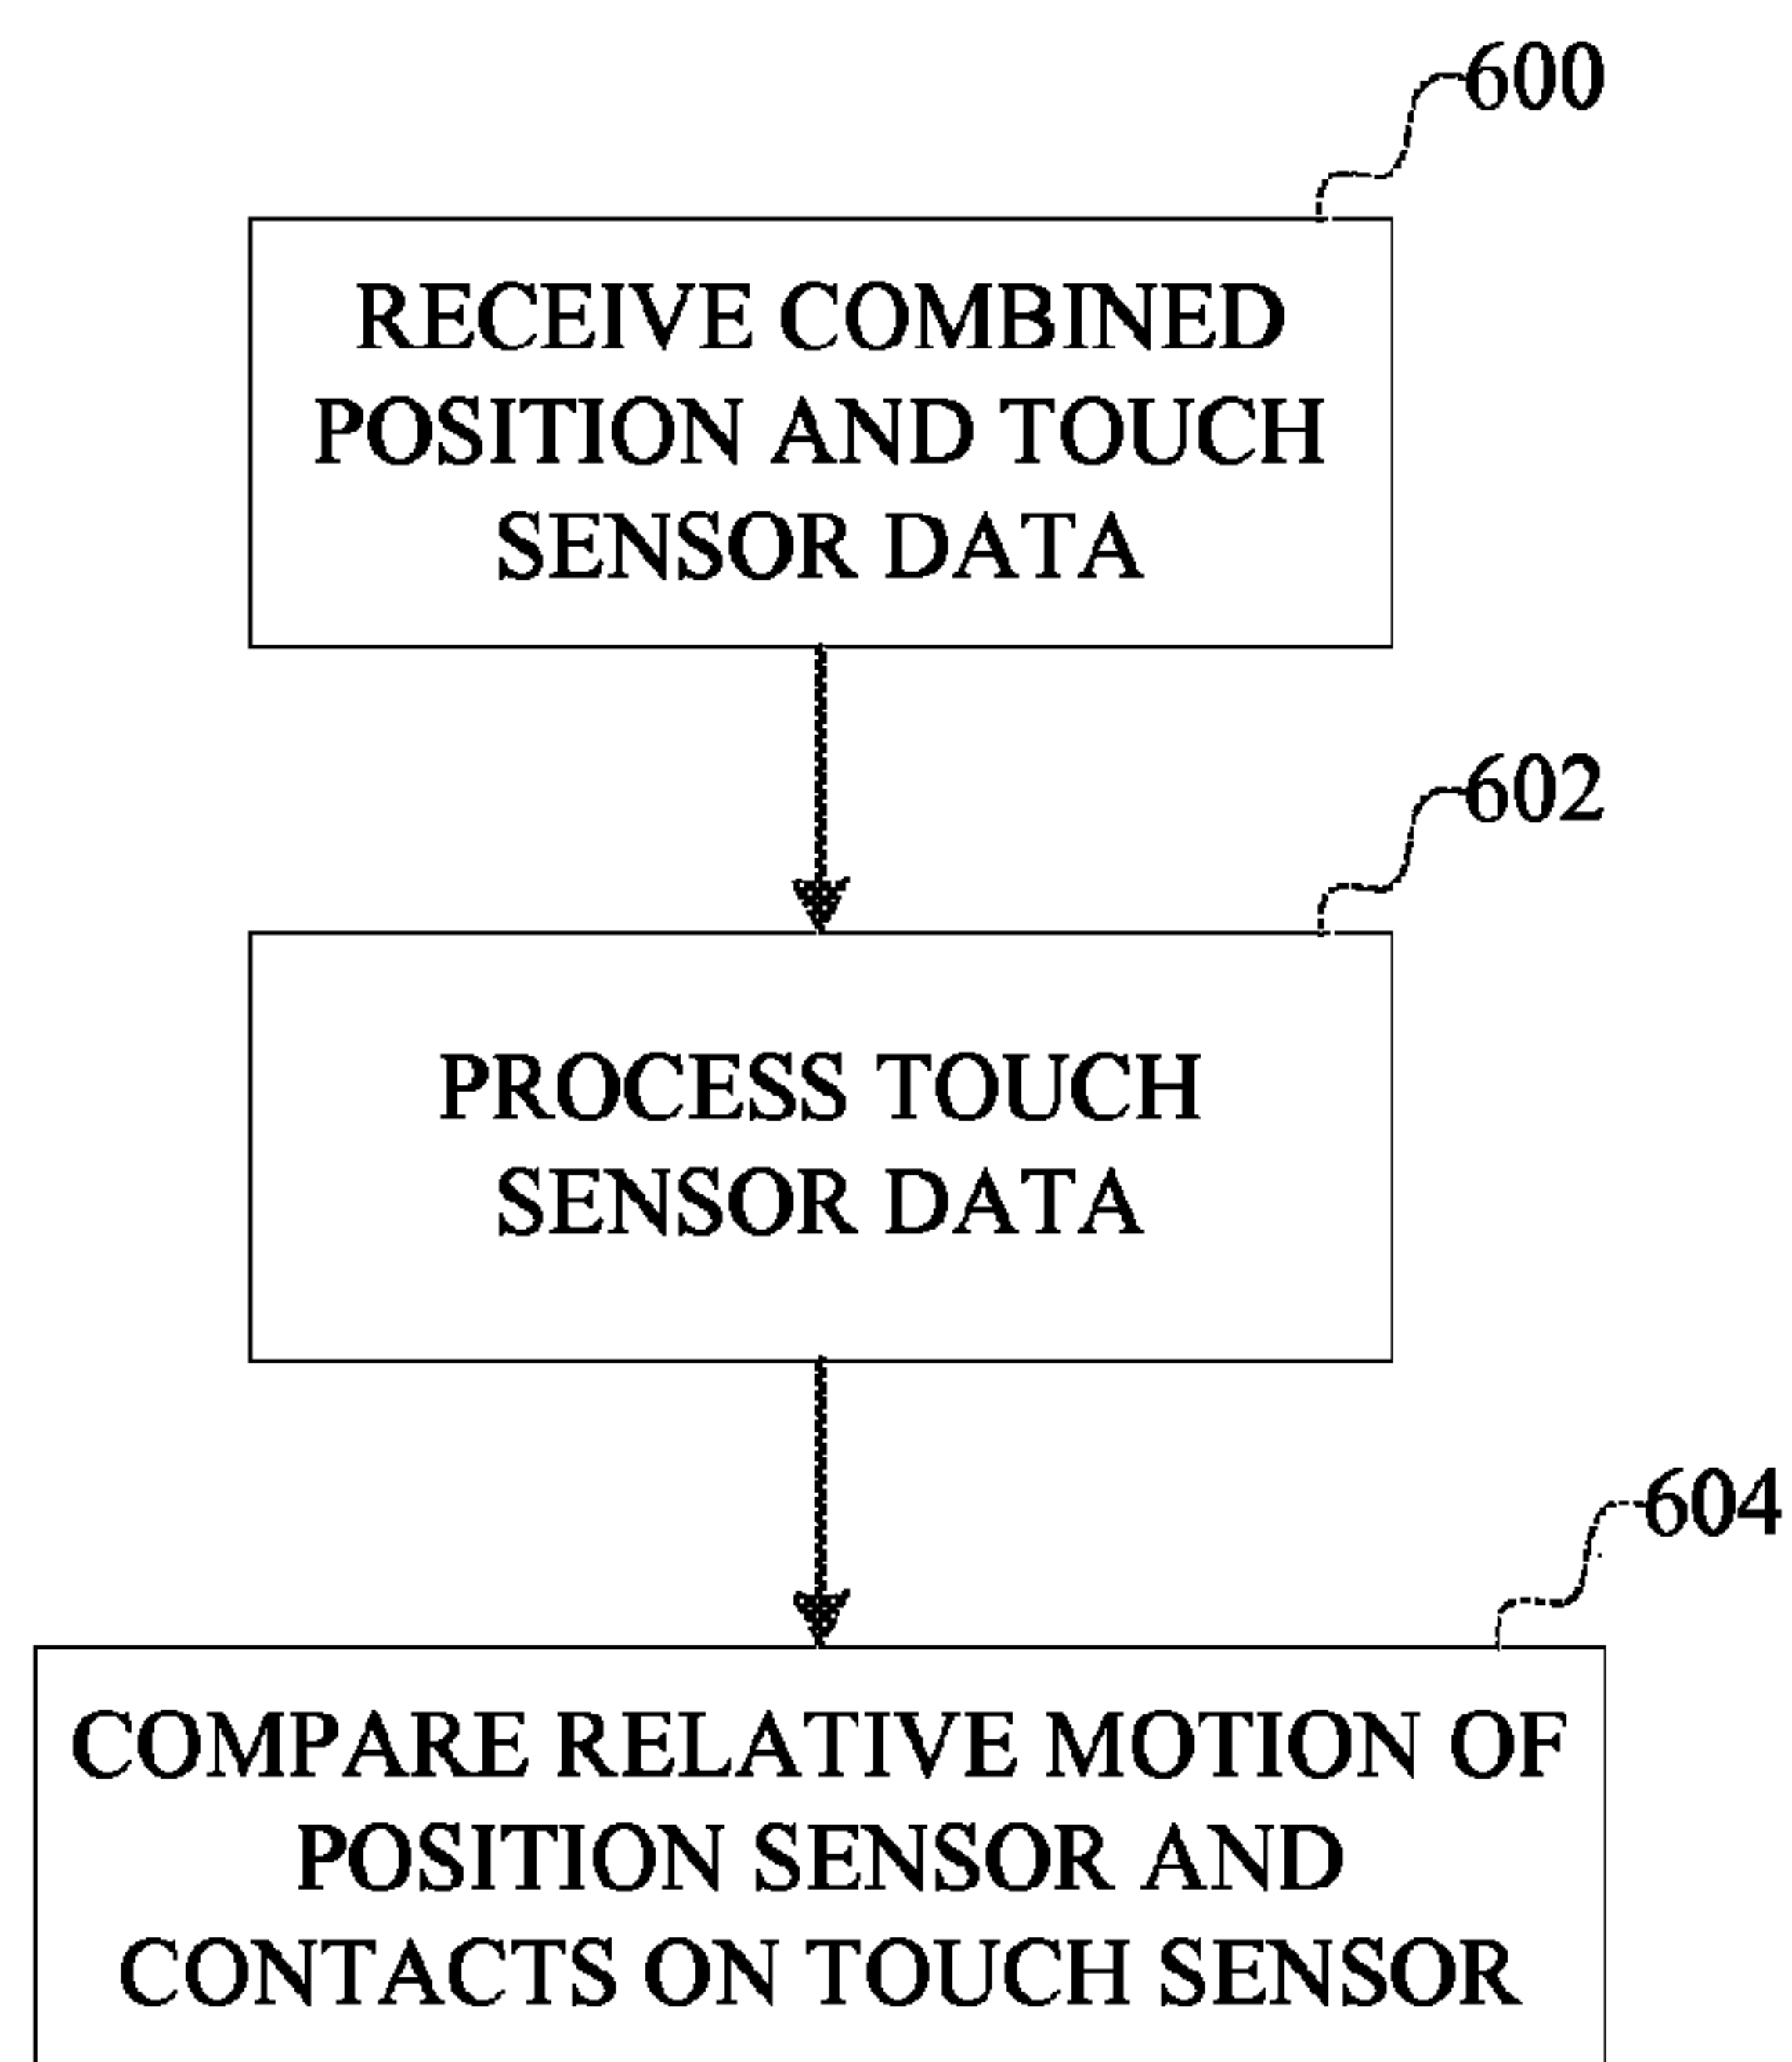 600
RECEIVE COMBINED
POSITION AND TOUCH
SENSOR DATA
602
PROCESS TOUCH
SENSOR DATA
604
COMPARE RELATIVE MOTION OF
POSITION SENSOR AND
CONTACTS ON TOUCH SENSOR